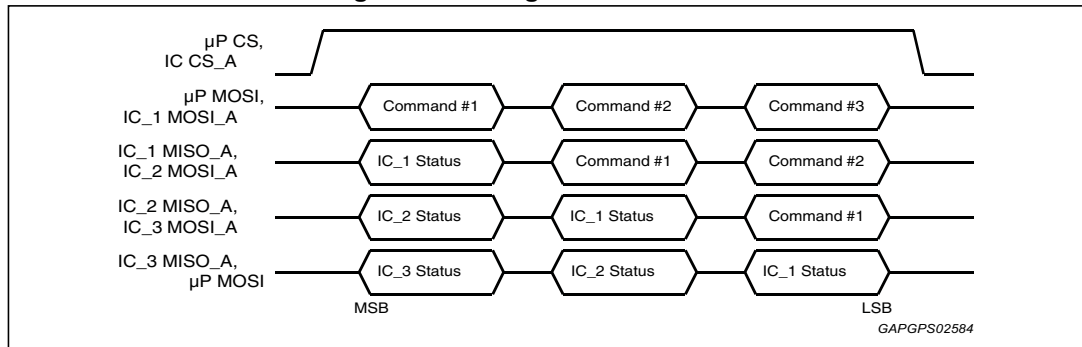 µP CS,
IC CS_A
µP MOSI,
IC_1 MOSI_A
Command #1 Command #2 Command #3
IC_1 MISO_A,
IC_2 MOSI_A
IC_1 Status Command #1 Command #2
IC_2 MISO_A,
IC_3 MOSI_A
IC_2 Status IC_1 Status Command #1
IC_3 MISO_A,
µP MOSI
IC_3 Status IC_2 Status IC_1 Status
MSB LSB
GAPGPS02584